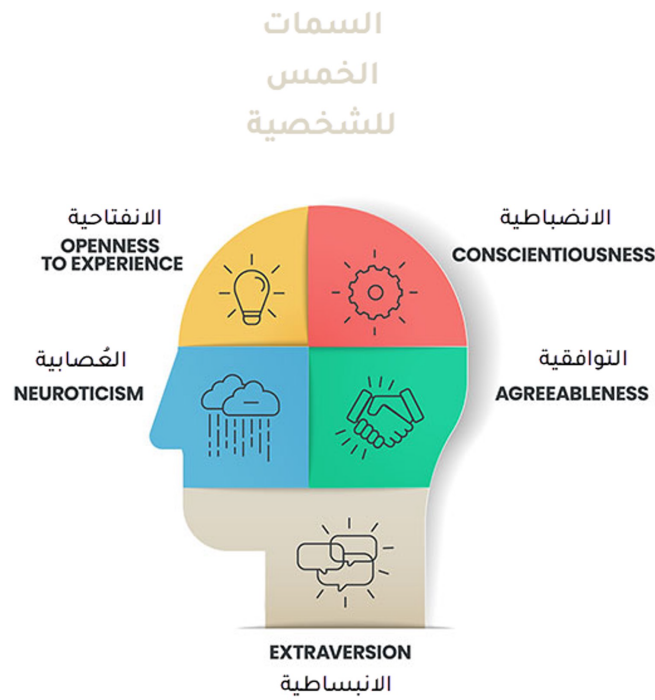 السمات
الخمس
للشخصية
الانفتاحية
OPENNESS
TO EXPERIENCE
الانضباطية
CONSCIENTIOUSNESS
العُصابية
NEUROTICISM
التوافقية
AGREEABLENESS
EXTRAVERSION
الانبساطية